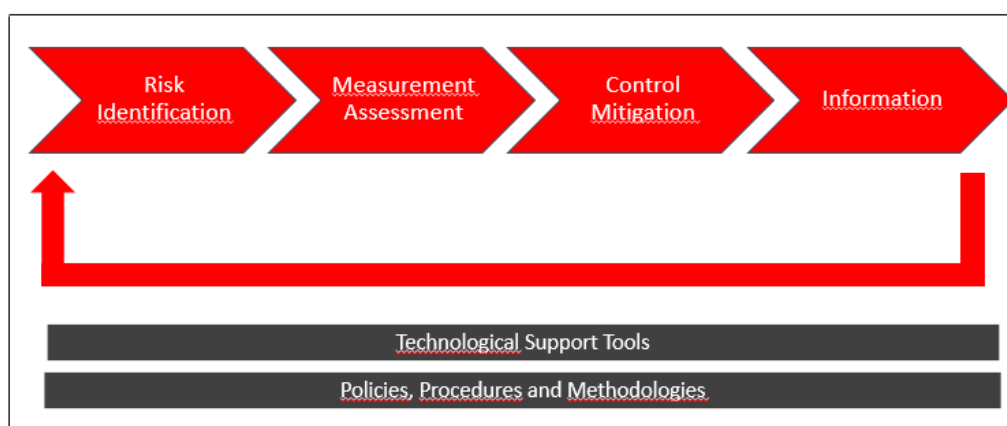 Risk
Identification
Measurement
Assessment
Control
Mitigation
Information
Technological Support Tools
Policies, Procedures and Methodologies